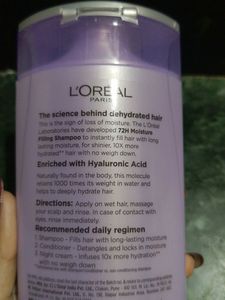 L'ORÉAL
PARIS
The science behind dehydrated hair
This is the sign of loss of moisture. The L'Oréal
Laboratories have developed 72H Moisture
Filling Shampoo to instantly fill hair with long
lasting moisture, for shinier, 10X more
hydrated** hair with no weigh down.
Enriched with Hyaluronic Acid
Naturally found in the body, this molecule
retains 1000 times its weight in water and
helps to deeply hydrate hair.
Directions: Apply on wet hair, massage
your scalp and rinse. In case of contact with
eyes, rinse immediately.
Recommended daily regimen
1. Shampoo - Fills hair with long-lasting moisture
2. Conditioner - Detangles and locks in moisture
3. Night cream - Infuses 10x more hydration**
with no weigh down